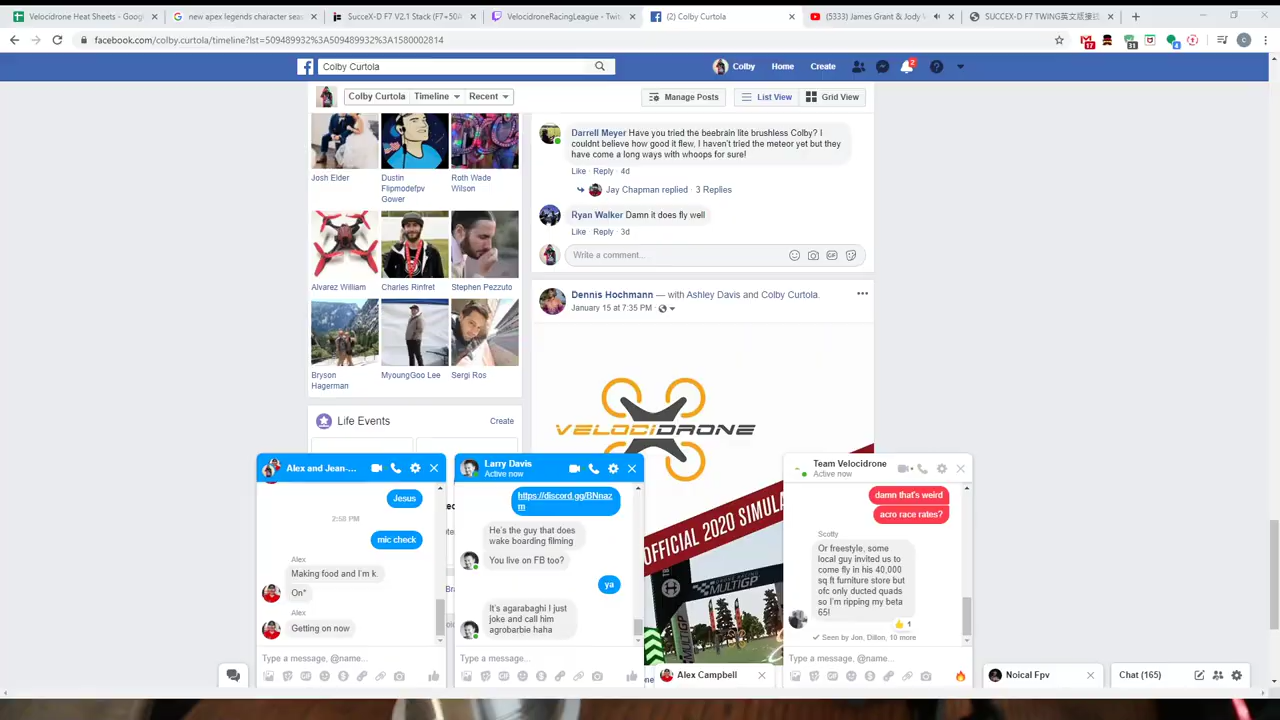 Velocidrone Heat Sheets - Goog
new apex legends character seas
SucceX-D F7 V2.1 Stack (F7+50A
VelocidroneRacingLeague - Twit
(2) Colby Curtola
(5333) James Grant & Jody
SUCCEX-D F7 TWING英文版接线
facebook.com/colby.curtola/timeline?lst=509489932%3A509489932%3A1580002814
17
31
4
C
Colby Curtola
Colby
Home
Create
2
Colby Curtola
Timeline
Recent
Manage Posts
List View
Grid View
Josh Elder
Dustin
Flipmodefpv
Gower
Roth Wade
Wilson
Alvarez William
Charles Rinfret
Stephen Pezzuto
Bryson
Hagerman
MyoungGoo Lee
Sergi Ros
Life Events
Create
Darrell Meyer Have you tried the beebrain lite brushless Colby? I
couldnt believe how good it flew, I haven't tried the meteor yet but they
have come a long ways with whoops for sure!
Like · Reply · 4d
Jay Chapman replied · 3 Replies
Ryan Walker Damn it does fly well
Like · Reply · 3d
Write a comment...
GIF
Dennis Hochmann — with Ashley Davis and Colby Curtola.
January 15 at 7:35 PM ·
VELOCIDRONE
OFFICIAL 2020 SIMULA
MULTIGP
Alex and Jean-...
Jesus
2:58 PM
mic check
Alex
Making food and I'm k.
On*
Alex
Getting on now
Type a message, @name...
Larry Davis
Active now
https://discord.gg/BNnaz
m
He's the guy that does
wake boarding filming
You live on FB too?
ya
It's agarabaghi I just
joke and call him
agrobarbie haha
Type a message, @name...
Alex Campbell
Team Velocidrone
Active now
damn that's weird
acro race rates?
Scotty
Or freestyle, some
local guy invited us to
come fly in his 40,000
sq ft furniture store but
ofc only ducted quads
so I'm ripping my beta
65!
1
Seen by Jon, Dillon, 10 more
Type a message, @name...
Noical Fpv
Chat (165)